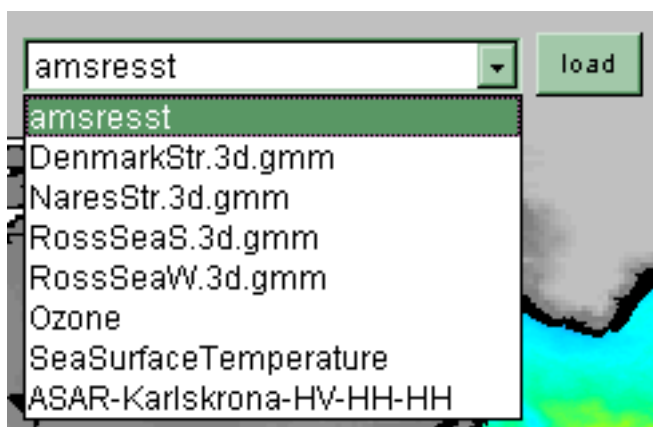 amsresst
load
amsresst
DenmarkStr.3d.gmm
NaresStr.3d.gmm
RossSeaS.3d.gmm
RossSeaW.3d.gmm
Ozone
SeaSurfaceTemperature
ASAR-Karlskrona-HV-HH-HH